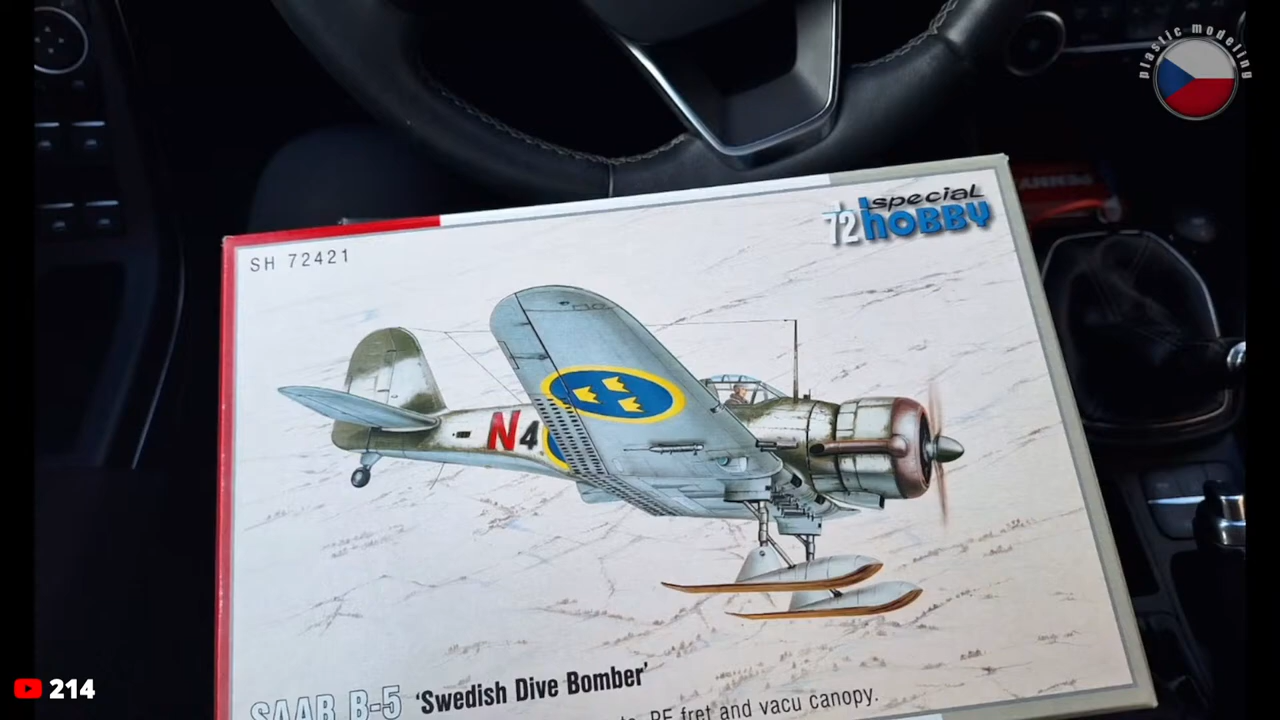 plastic modeling
special
72 hobby
SH 72421
N4
SAAB B-5 'Swedish Dive Bomber'
PE fret and vacu canopy.
214